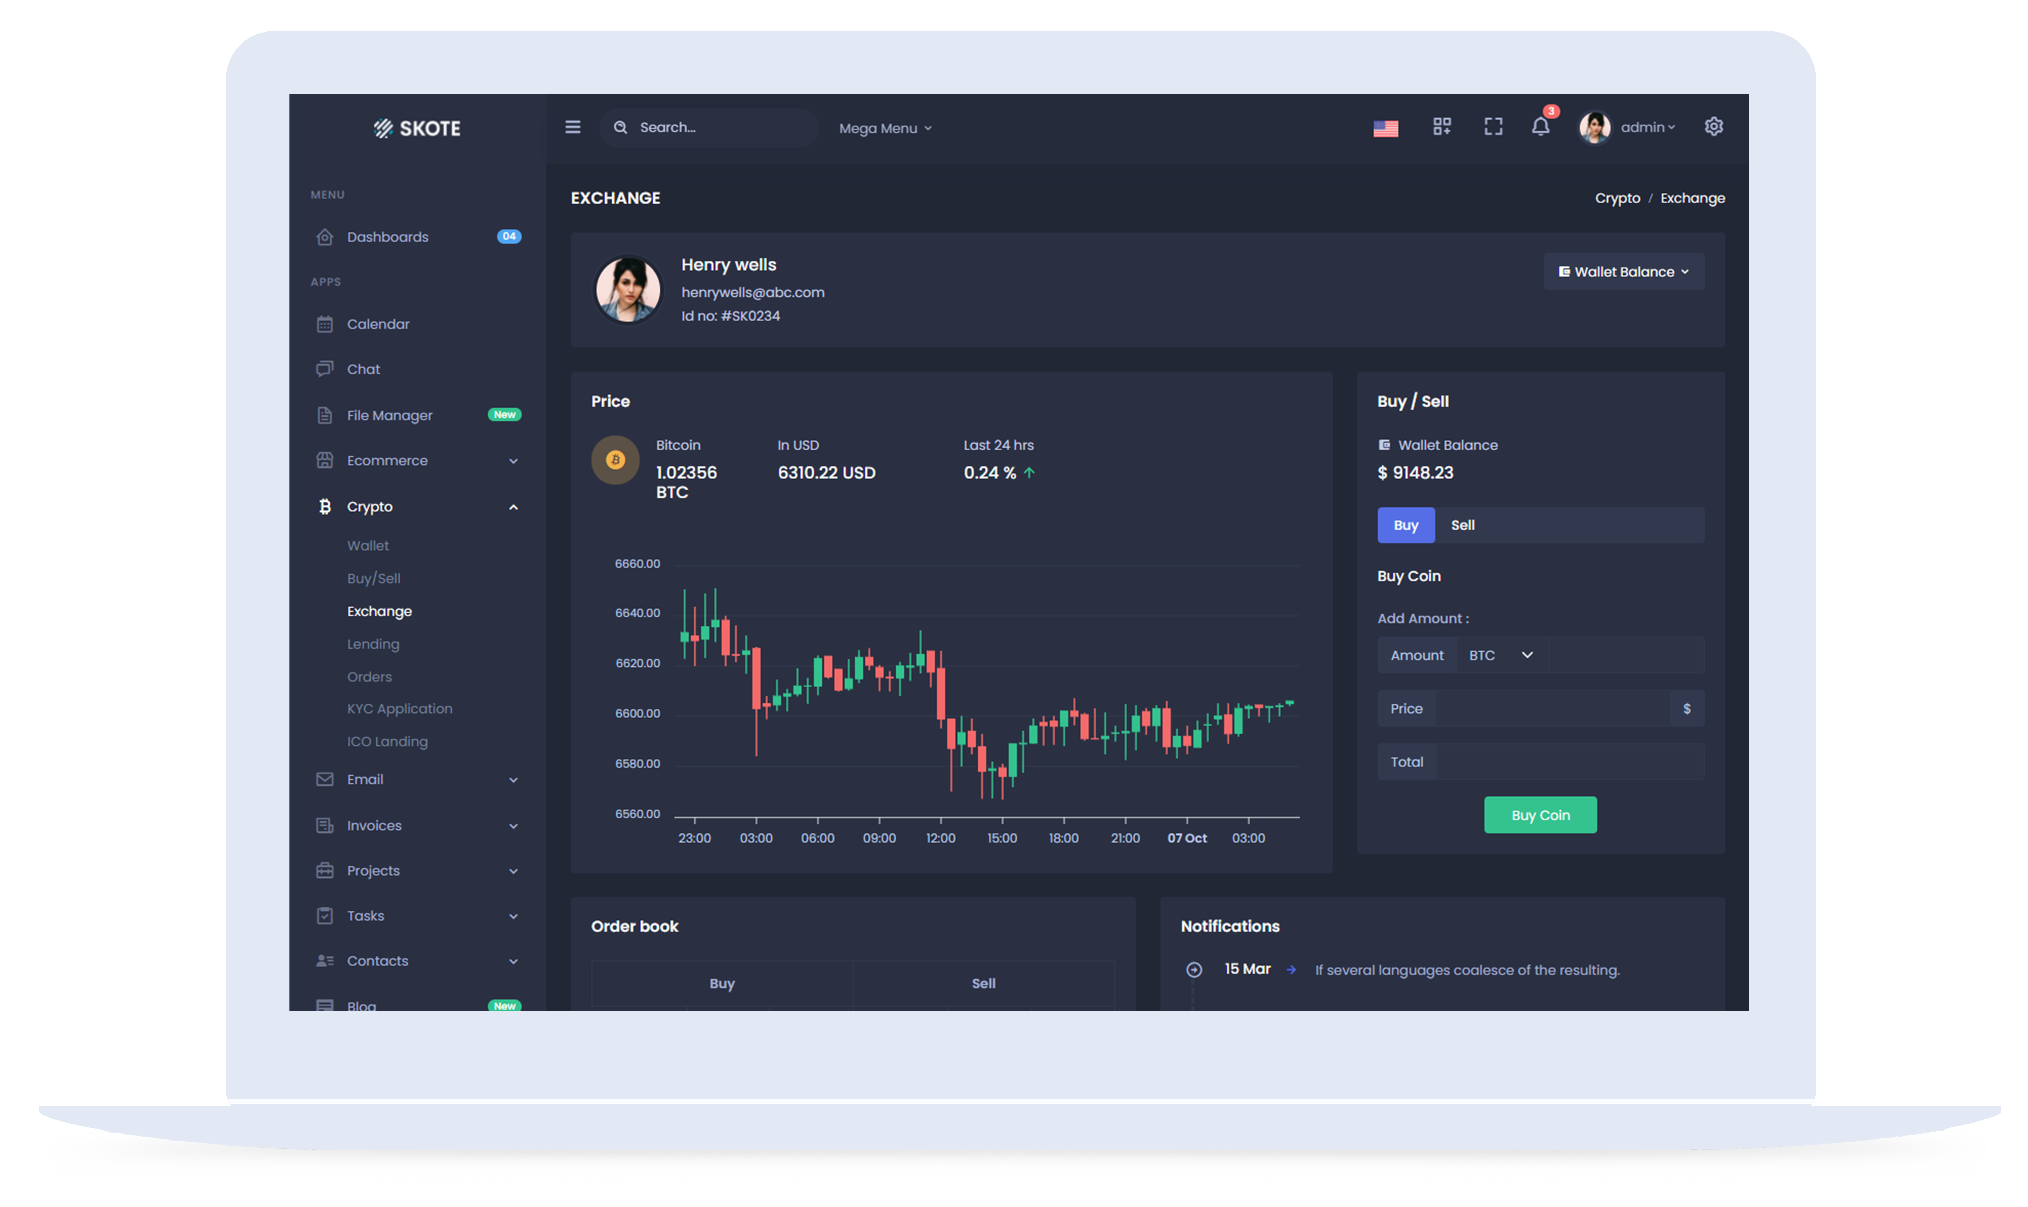 SKOTE
Search...
Mega Menu
3
admin
MENU
Dashboards
04
APPS
Calendar
Chat
File Manager
New
Ecommerce
Crypto
Wallet
Buy/Sell
Exchange
Lending
Orders
KYC Application
ICO Landing
Email
Invoices
Projects
Tasks
Contacts
Blog
New
EXCHANGE
Crypto / Exchange
Henry wells
henrywells@abc.com
Id no: #SK0234
Wallet Balance
Price
Bitcoin
1.02356
BTC
In USD
6310.22 USD
Last 24 hrs
0.24 %
6660.00
6640.00
6620.00
6600.00
6580.00
6560.00
23:00 03:00 06:00 09:00 12:00 15:00 18:00 21:00 07 Oct 03:00
Buy / Sell
Wallet Balance
$ 9148.23
Buy Sell
Buy Coin
Add Amount :
Amount BTC
Price $
Total
Buy Coin
Order book
Buy Sell
Notifications
15 Mar If several languages coalesce of the resulting.